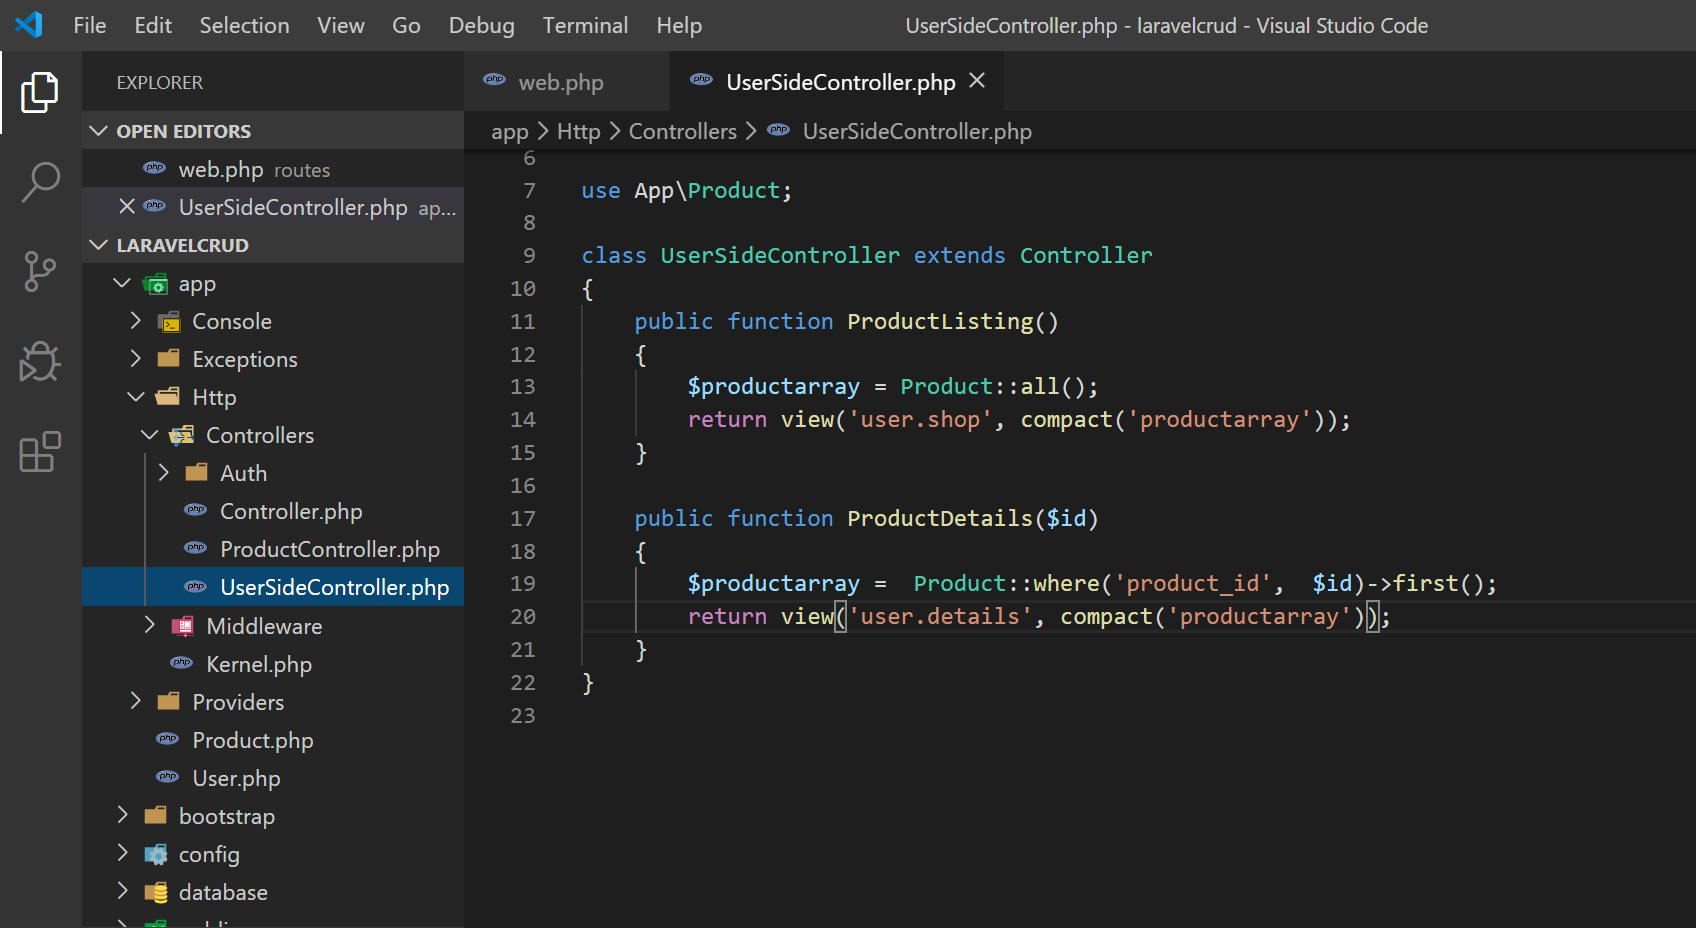 File Edit Selection View Go Debug Terminal Help UserSideController.php - laravelcrud - Visual Studio Code
EXPLORER
OPEN EDITORS
web.php routes
UserSideController.php ap...
LARAVELCRUD
app
Console
Exceptions
Http
Controllers
Auth
Controller.php
ProductController.php
UserSideController.php
Middleware
Kernel.php
Providers
Product.php
User.php
bootstrap
config
database
web.php UserSideController.php
app > Http > Controllers > UserSideController.php
6
7 use App\Product;
8
9 class UserSideController extends Controller
10 {
11 public function ProductListing()
12 {
13 $productarray = Product::all();
14 return view('user.shop', compact('productarray'));
15 }
16
17 public function ProductDetails($id)
18 {
19 $productarray =  Product::where('product_id',  $id)->first();
20 return view('user.details', compact('productarray'));
21 }
22 }
23